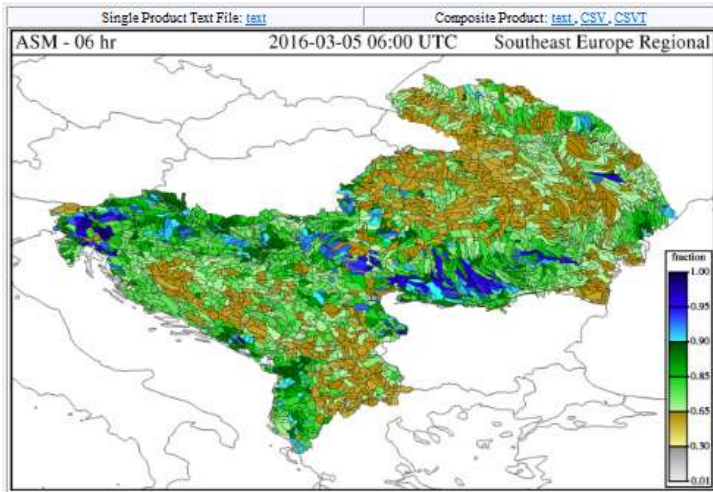 Single Product Text File: text
Composite Product: text , CSV , CSVT
ASM - 06 hr 2016-03-05 06:00 UTC Southeast Europe Regional
fraction
1.00
0.95
0.90
0.85
0.65
0.30
0.01